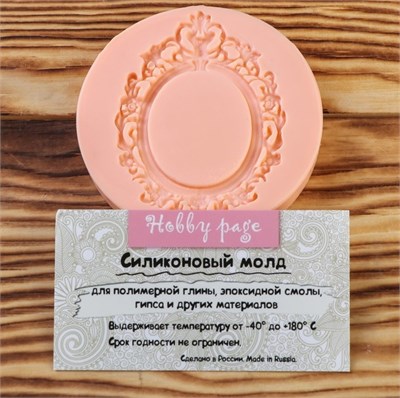 Hobby page
Силиконовый молд
для полимерной глины, эпоксидной смолы,
гипса и других материалов
Выдерживает температуру от -40° до +180° С
Срок годности не ограничен.
Сделано в России. Made in Russia.